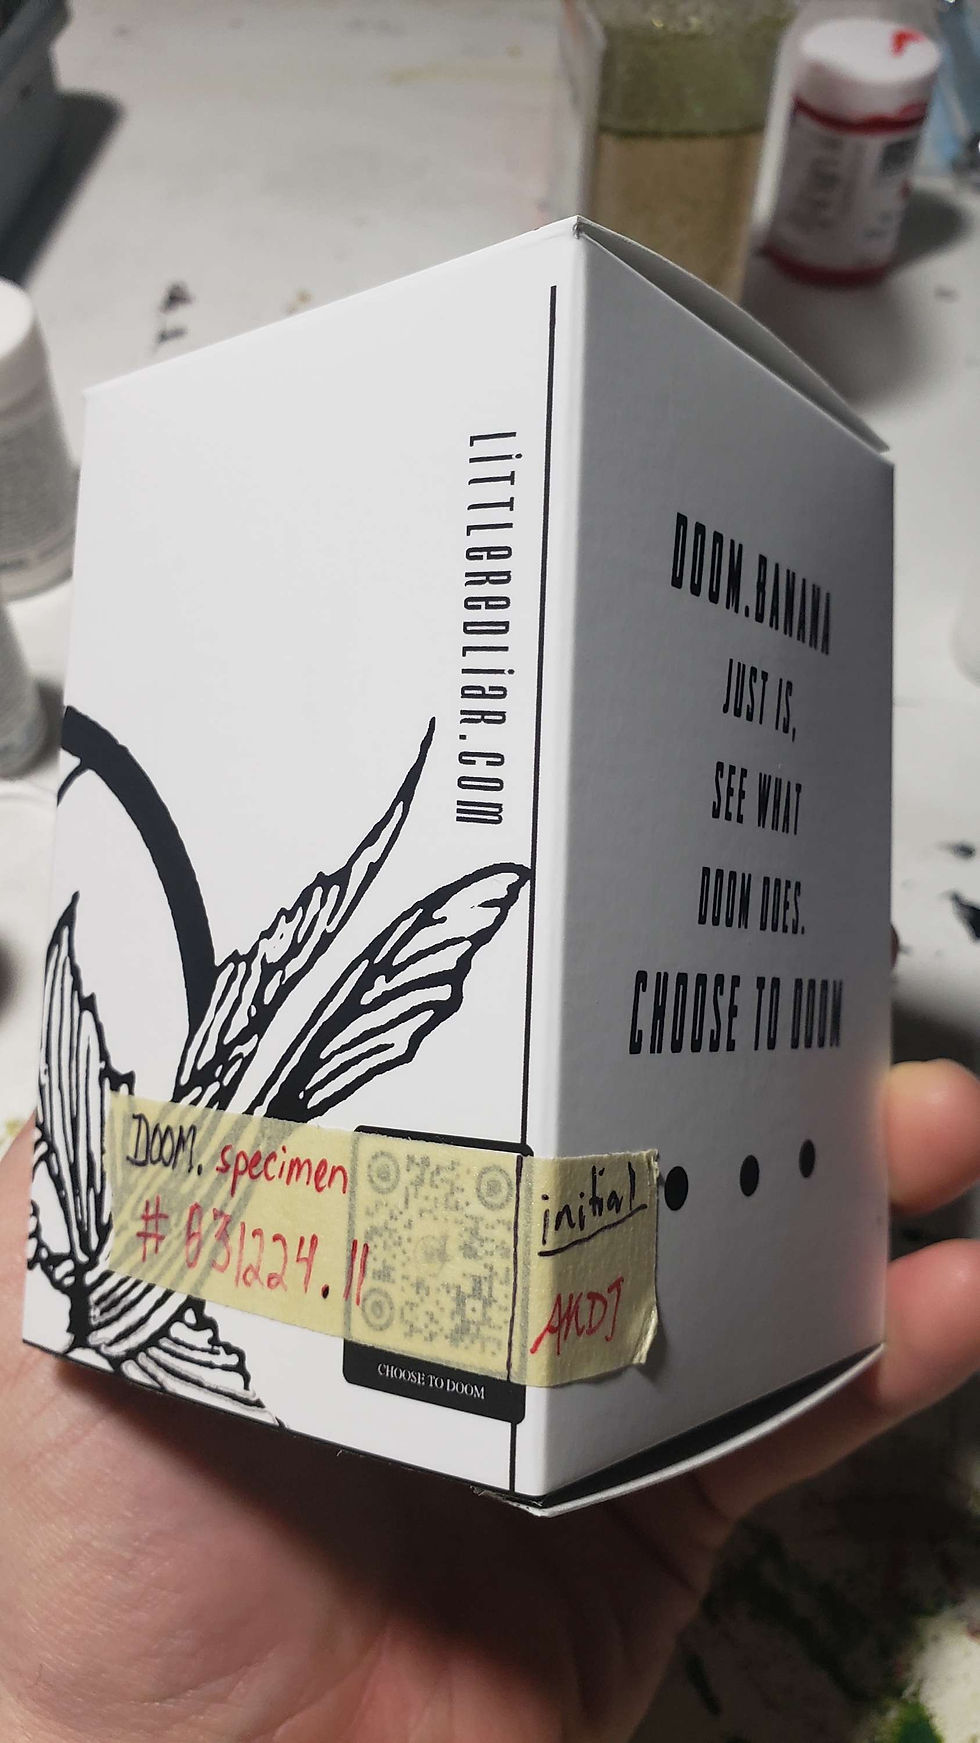 LITTLEREDLIAR.COM
DOOM.BANANA
JUST IS,
SEE WHAT
DOOM DOES.
CHOOSE TO DOOM
DOOM. specimen
# 031224.11
initial
AKDJ
CHOOSE TO DOOM